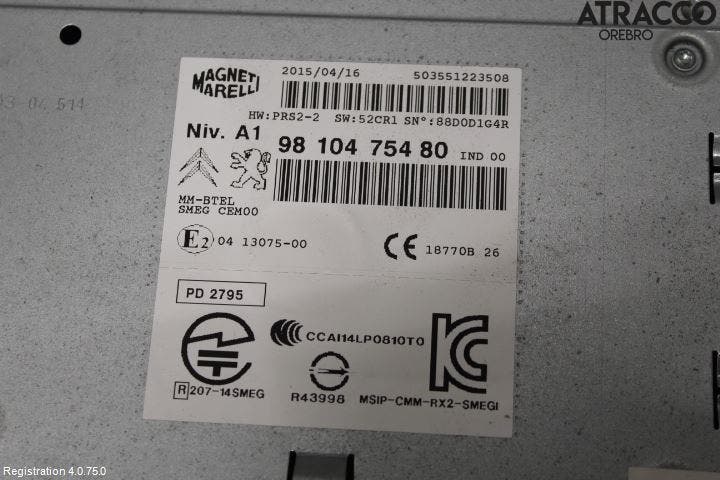 ATRACCO
ÖREBRO
MAGNETI
MARELLI
2015/04/16 503551223508
HW:PRS2-2 SW:52CR1 SN°:88D0D1G4R
Niv. A1
98 104 754 80 IND 00
MM-BTEL
SMEG CEM00
E2 04 13075-00
CE 18770B 26
PD 2795
CCAI14LP0810T0
R 207-14SMEG
R43998
MSIP-CMM-RX2-SMEGI
Registration 4.0.75.0